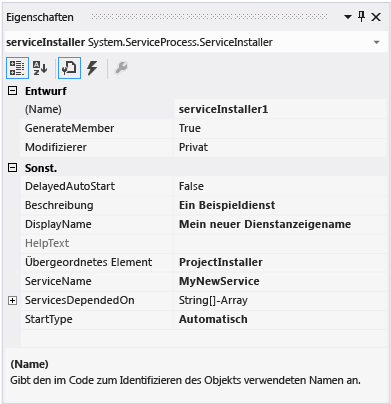 Eigenschaften
serviceInstaller System.ServiceProcess.ServiceInstaller
Entwurf
(Name) serviceInstaller1
GenerateMember True
Modifizierer Privat
Sonst.
DelayedAutoStart False
Beschreibung Ein Beispieldienst
DisplayName Mein neuer Dienstanzeigename
HelpText
Übergeordnetes Element ProjectInstaller
ServiceName MyNewService
ServicesDependedOn String[]-Array
StartType Automatisch
(Name)
Gibt den im Code zum Identifizieren des Objekts verwendeten Namen an.